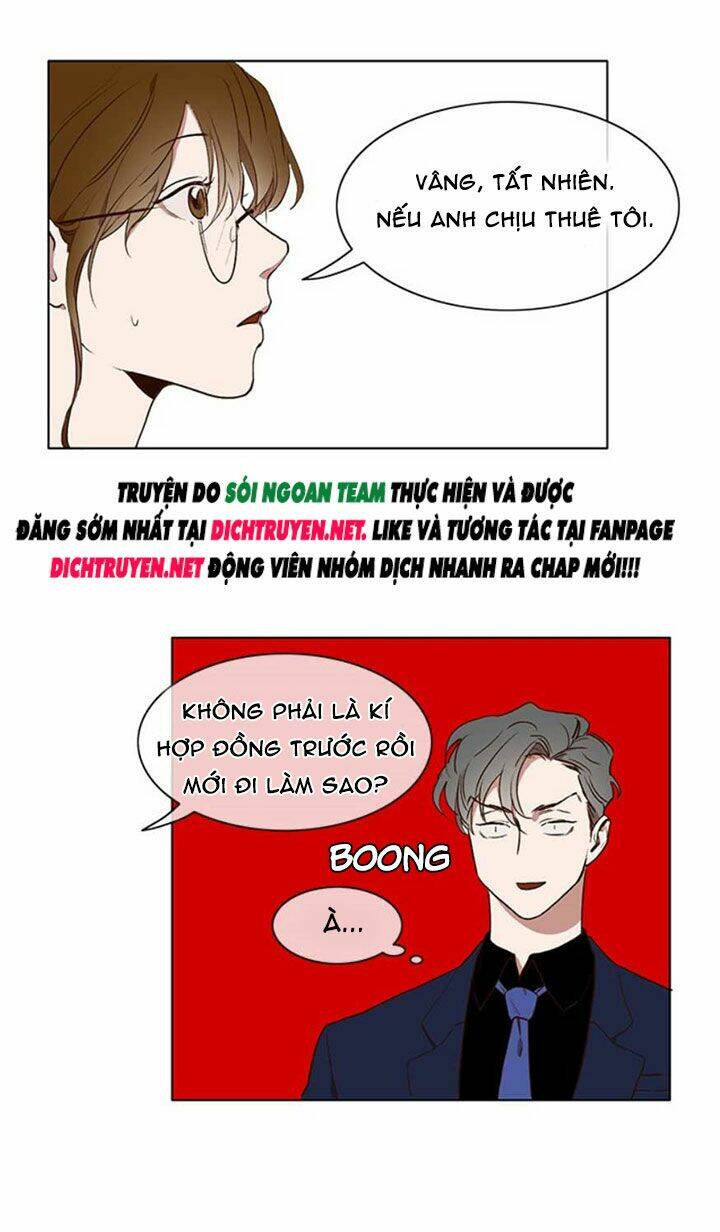 VÂNG, TẤT NHIÊN.
NẾU ANH CHỊU THUÊ TÔI.
TRUYỆN DO SÓI NGOAN TEAM THỰC HIỆN VÀ ĐƯỢC
ĐĂNG SỚM NHẤT TẠI DICHTRUYEN.NET. LIKE VÀ TƯƠNG TÁC TẠI FANPAGE
DICHTRUYEN.NET ĐỘNG VIÊN NHÓM DỊCH NHANH RA CHAP MỚI!!!
KHÔNG PHẢI LÀ KÍ
HỢP ĐỒNG TRƯỚC RỒI
MỚI ĐI LÀM SAO?
BOONG
À...